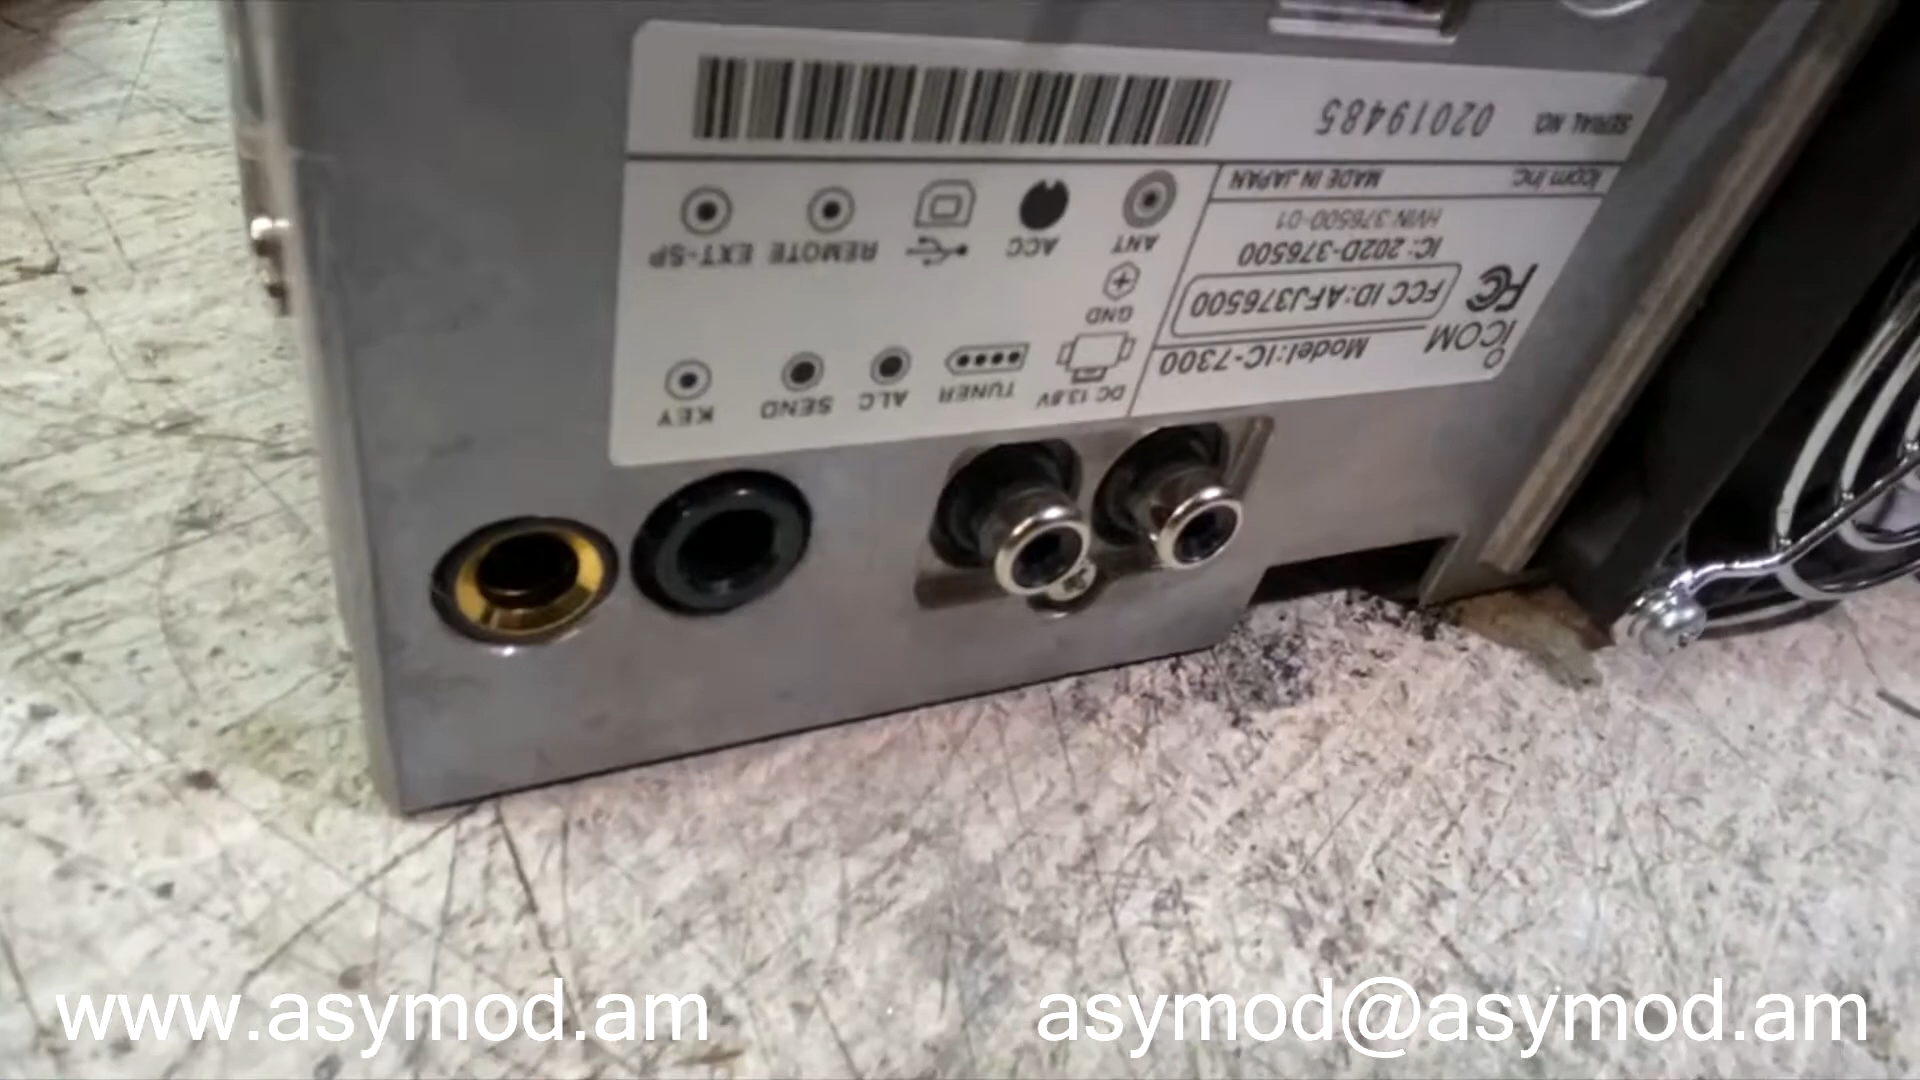 ICOM
Model:IC-7300
FC
FCC ID:AFJ376500
IC: 202D-376500
HVIN 376500-01
Icom Inc.
MADE IN JAPAN
SERIAL NO.
02019485
DC 13.8V
TUNER
ALC
SEND
KEY
GND
ANT
ACC
REMOTE
EXT-SP
www.asymod.am
asymod@asymod.am